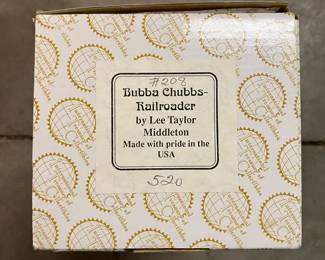 #208
Bubba Chubbs-
Railroader
by Lee Taylor
Middleton
Made with pride in the
USA
520